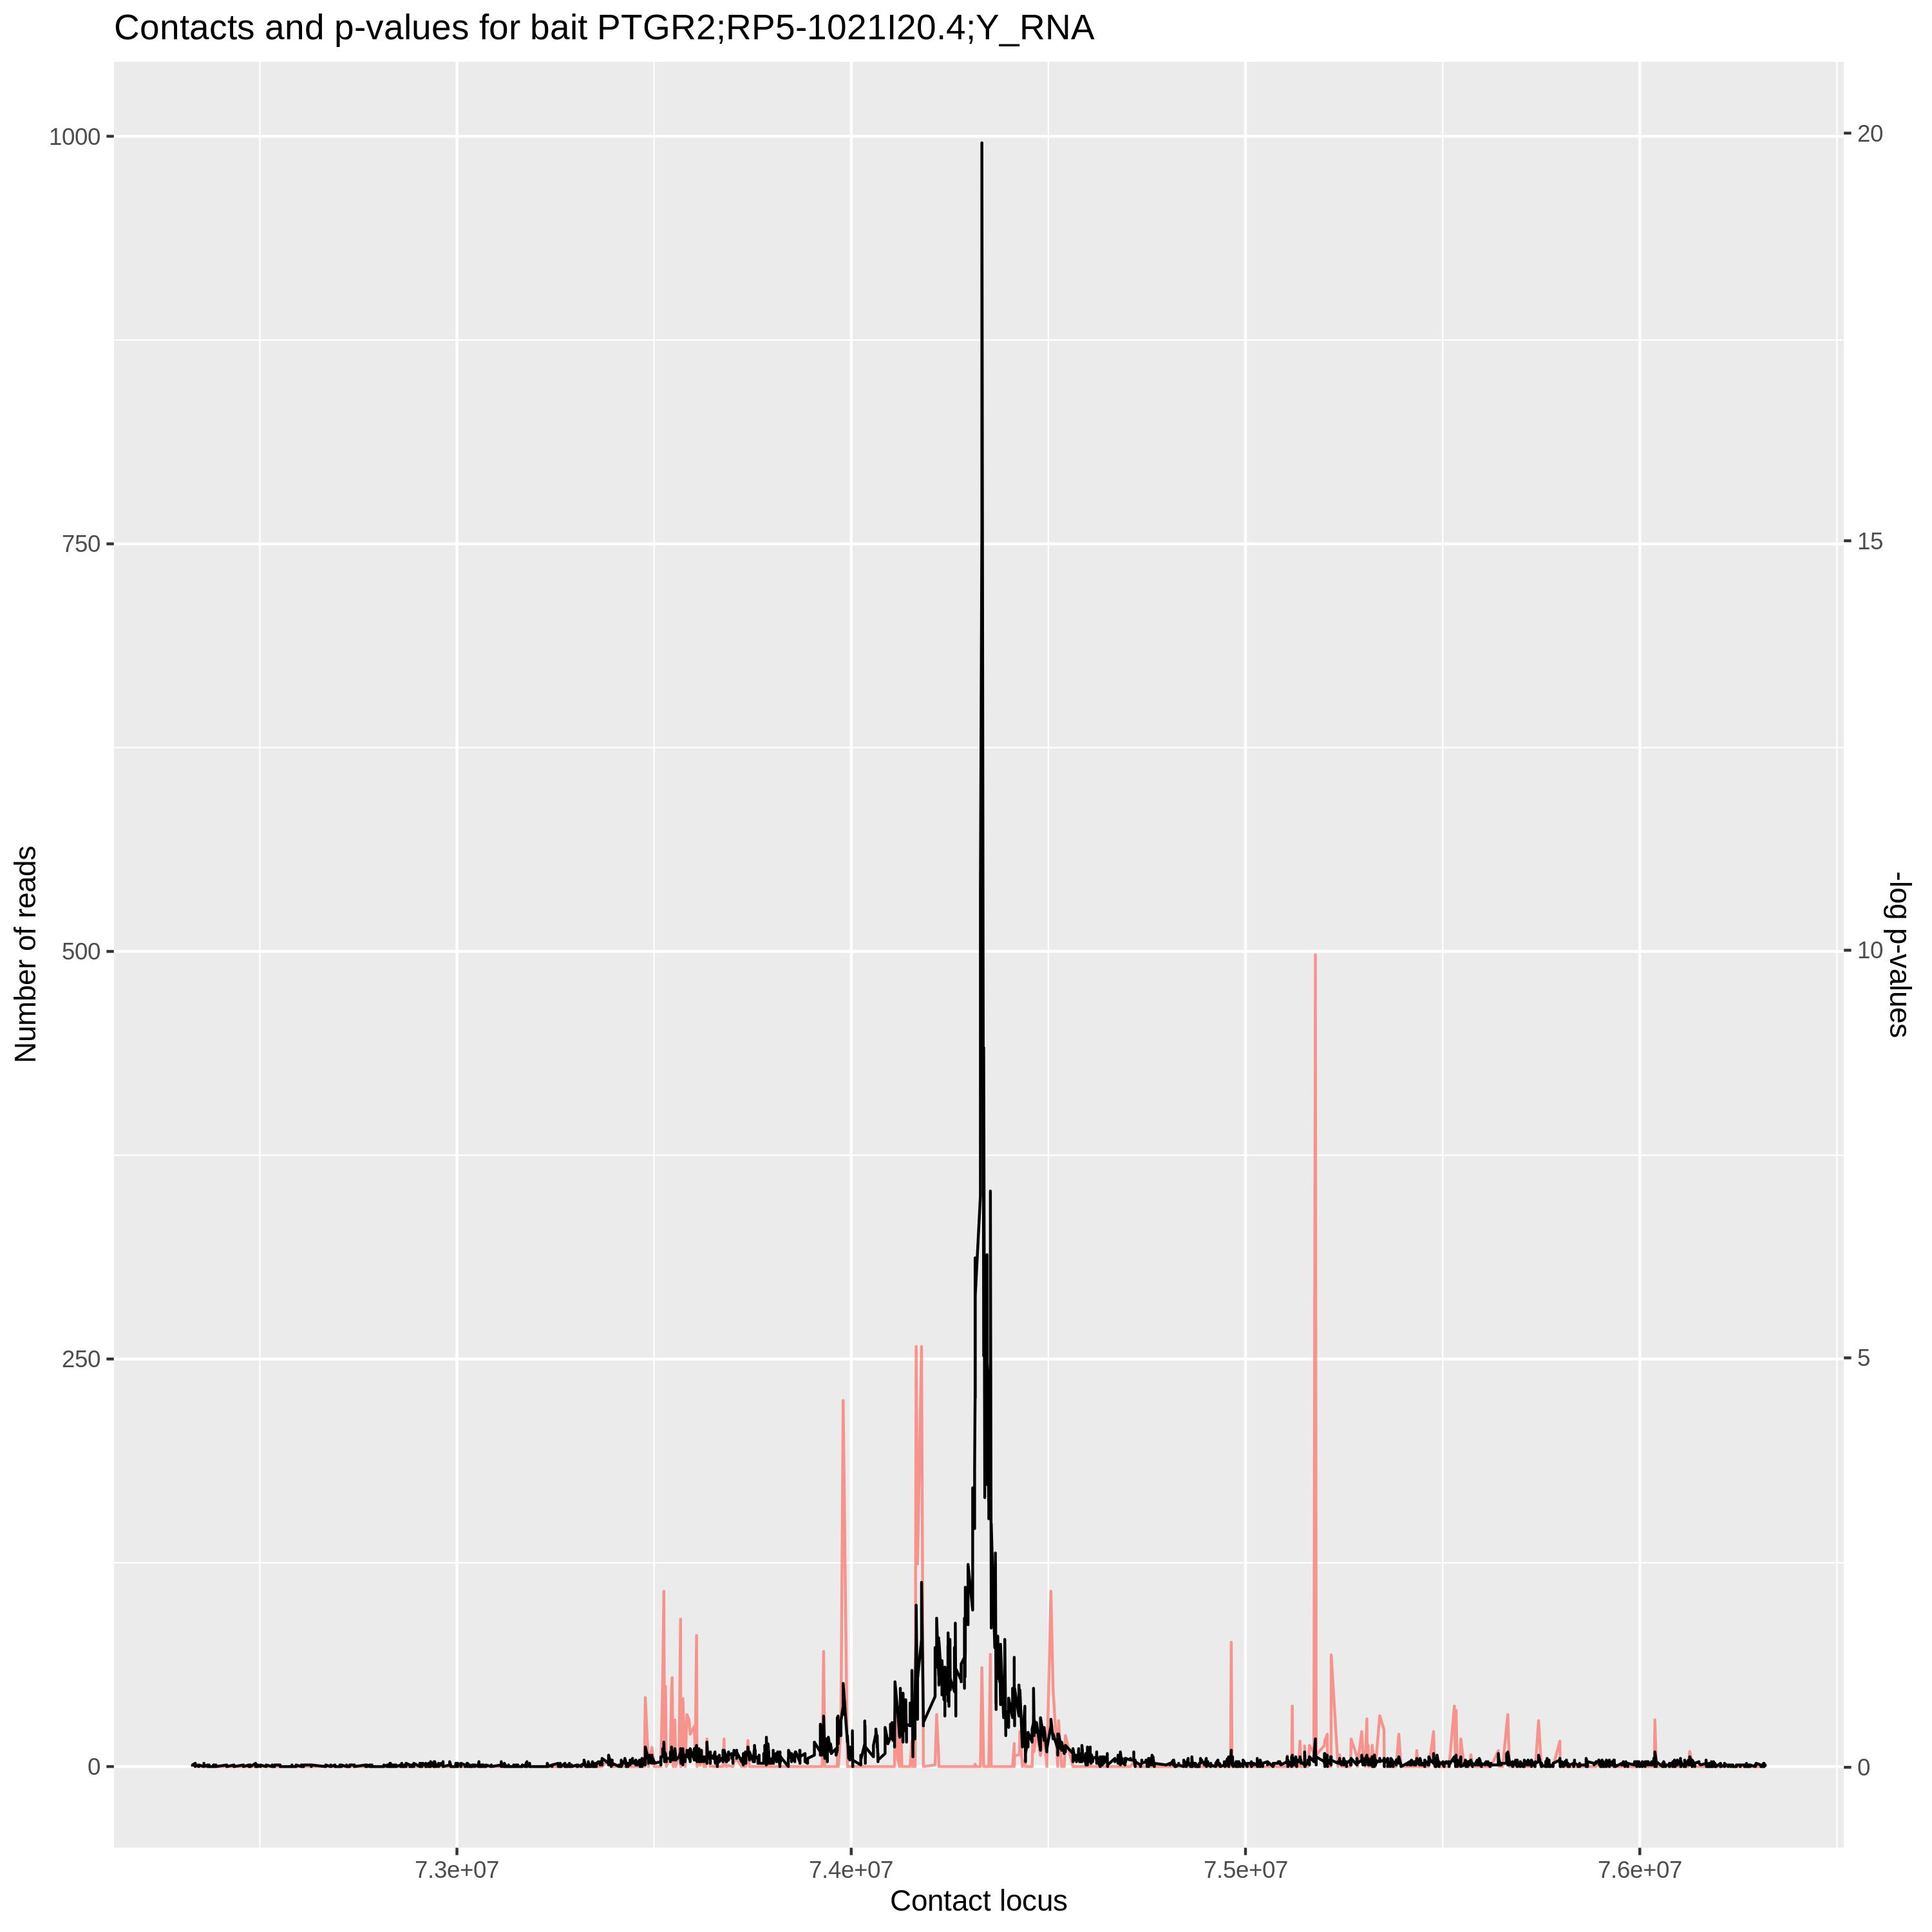 Contacts and p-values for bait PTGR2;RP5-1021I20.4;Y_RNA
1000
750
500
250
0
Number of reads
20
15
10
5
0
-log p-values
7.3e+07
7.4e+07
7.5e+07
7.6e+07
Contact locus